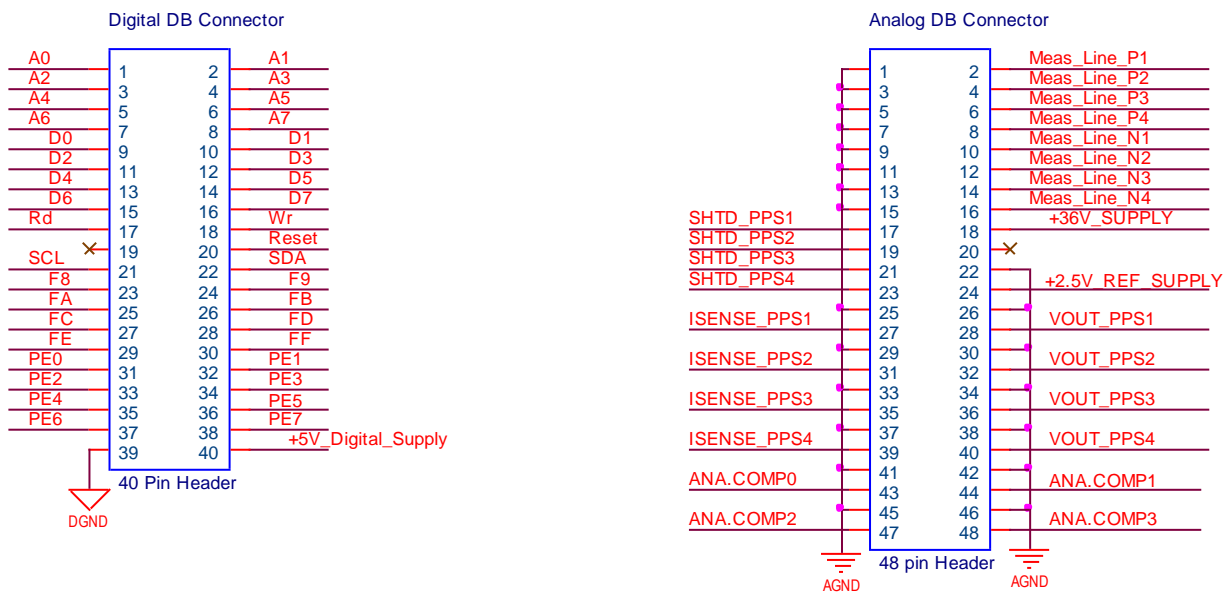 Digital DB Connector
A0 1 2 A1
A2 3 4 A3
A4 5 6 A5
A6 7 8 A7
D0 9 10 D1
D2 11 12 D3
D4 13 14 D5
D6 15 16 D7
Rd 17 18 Wr
19 20 Reset
SCL 21 22 SDA
F8 23 24 F9
FA 25 26 FB
FC 27 28 FD
FE 29 30 FF
PE0 31 32 PE1
PE2 33 34 PE3
PE4 35 36 PE5
PE6 37 38 PE7
39 40 +5V_Digital_Supply
40 Pin Header
DGND
Analog DB Connector
1 2 Meas_Line_P1
3 4 Meas_Line_P2
5 6 Meas_Line_P3
7 8 Meas_Line_P4
9 10 Meas_Line_N1
11 12 Meas_Line_N2
13 14 Meas_Line_N3
15 16 Meas_Line_N4
SHTD_PPS1 17 18 +36V_SUPPLY
SHTD_PPS2 19 20
SHTD_PPS3 21 22
SHTD_PPS4 23 24 +2.5V_REF_SUPPLY
25 26
ISENSE_PPS1 27 28 VOUT_PPS1
29 30
ISENSE_PPS2 31 32 VOUT_PPS2
33 34
ISENSE_PPS3 35 36 VOUT_PPS3
37 38
ISENSE_PPS4 39 40 VOUT_PPS4
41 42
ANA.COMP0 43 44 ANA.COMP1
45 46
ANA.COMP2 47 48 ANA.COMP3
48 pin Header
AGND
AGND